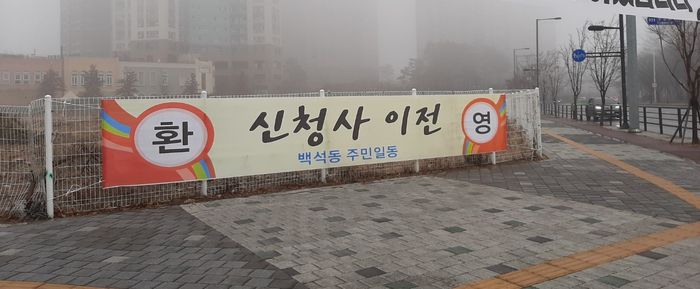 환 신청사 이전 영
백석동 주민일동